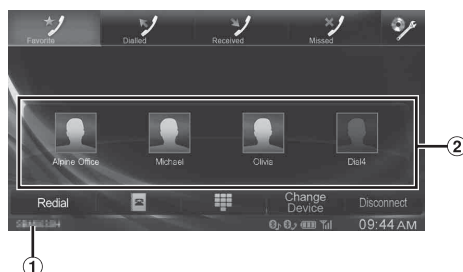 Favorite Dialled Received Missed
Alpine Office Michael Olivia Dial4
②
Redial Change Device Disconnect
09:44 AM
①